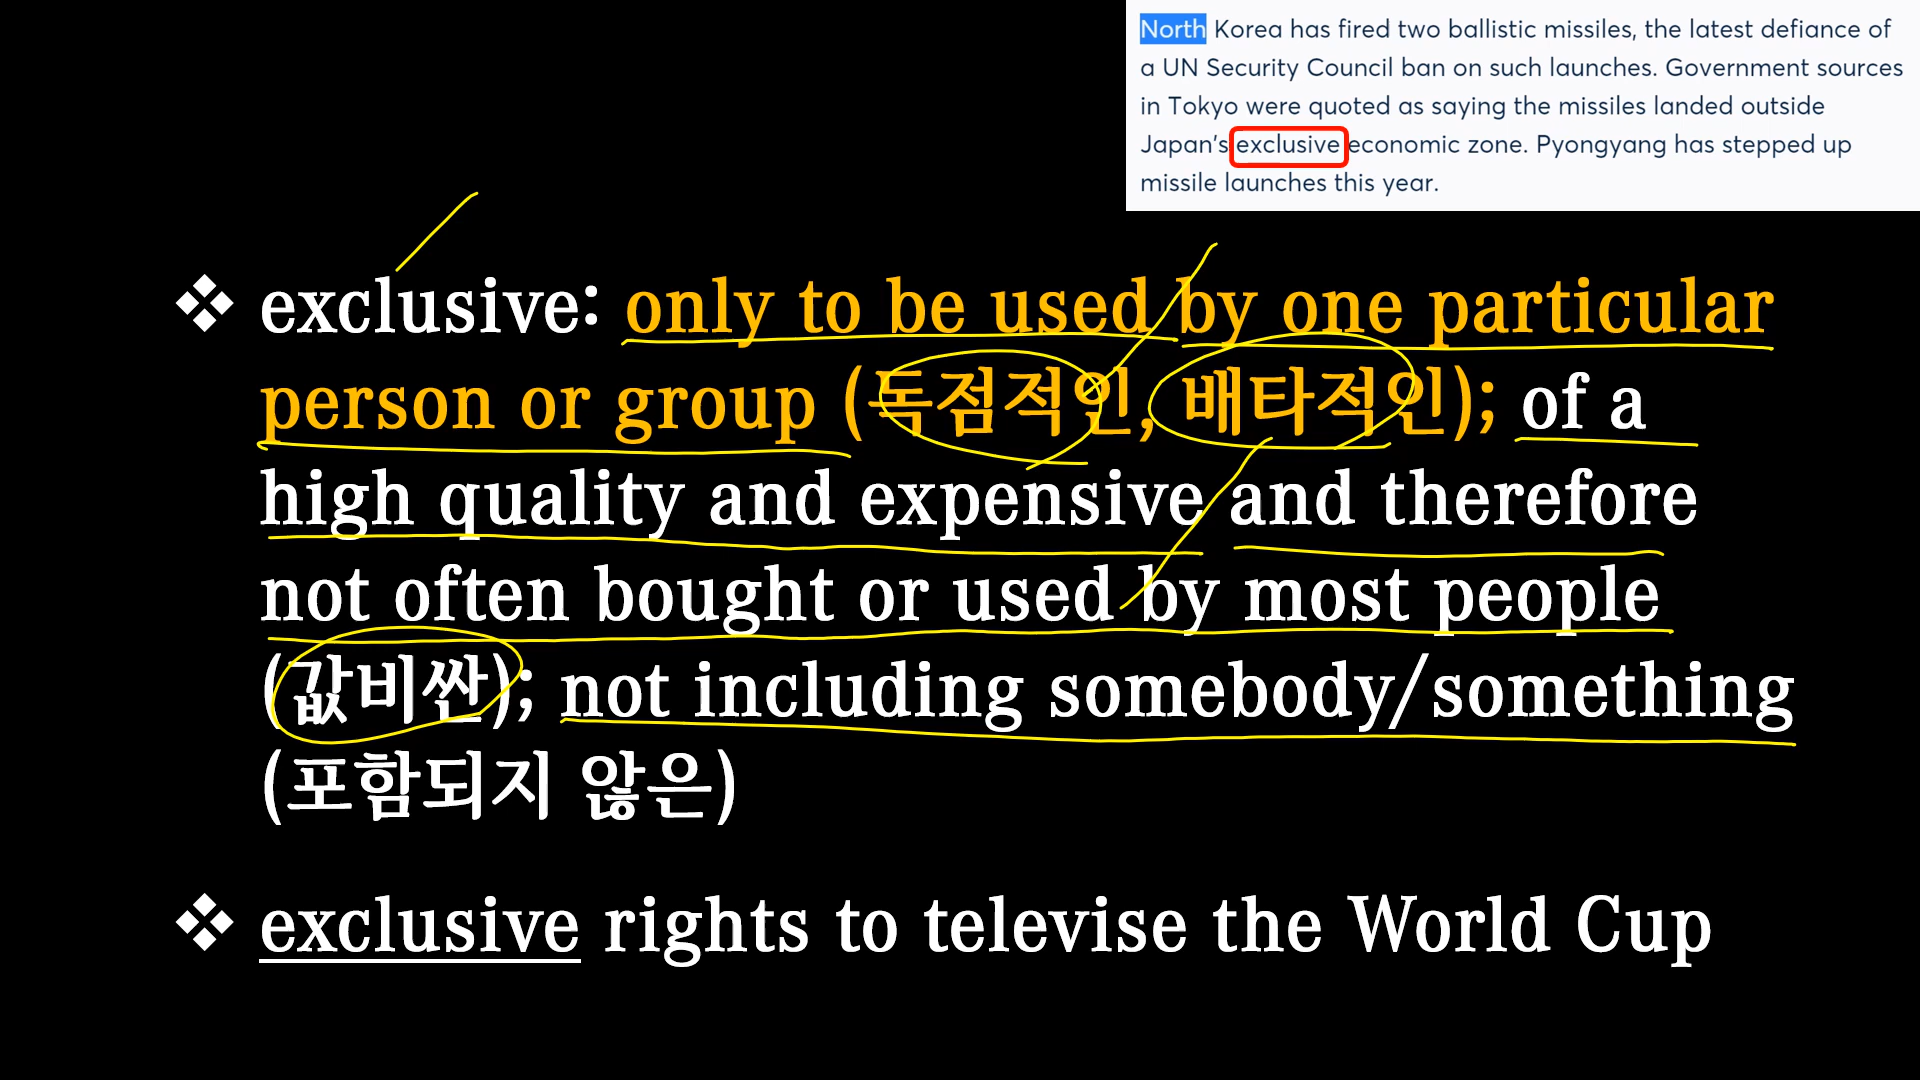 North Korea has fired two ballistic missiles, the latest defiance of
a UN Security Council ban on such launches. Government sources
in Tokyo were quoted as saying the missiles landed outside
Japan's exclusive economic zone. Pyongyang has stepped up
missile launches this year.
❖ exclusive: only to be used by one particular
person or group (독점적인, 배타적인); of a
high quality and expensive and therefore
not often bought or used by most people
(값비싼); not including somebody/something
(포함되지 않은)
❖ exclusive rights to televise the World Cup